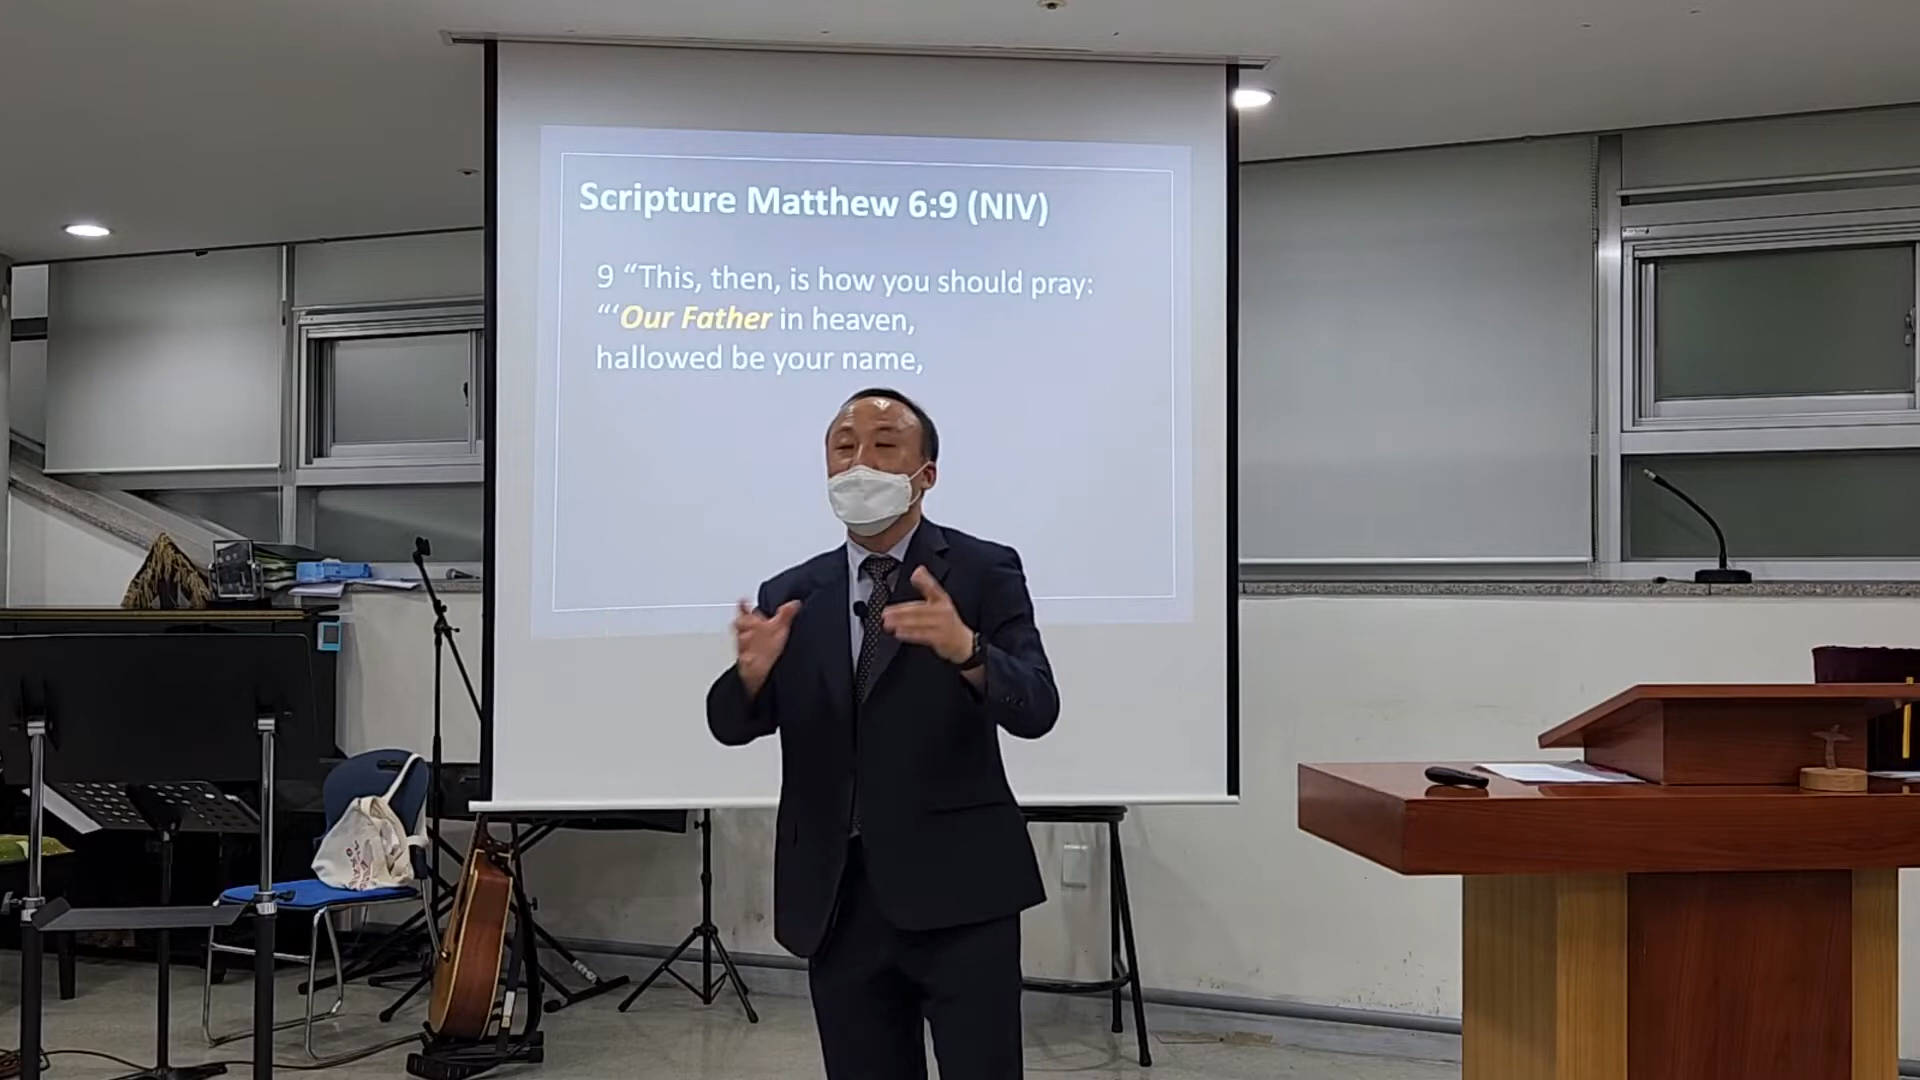 Scripture Matthew 6:9 (NIV)
9 “This, then, is how you should pray:
“‘Our Father in heaven,
hallowed be your name,